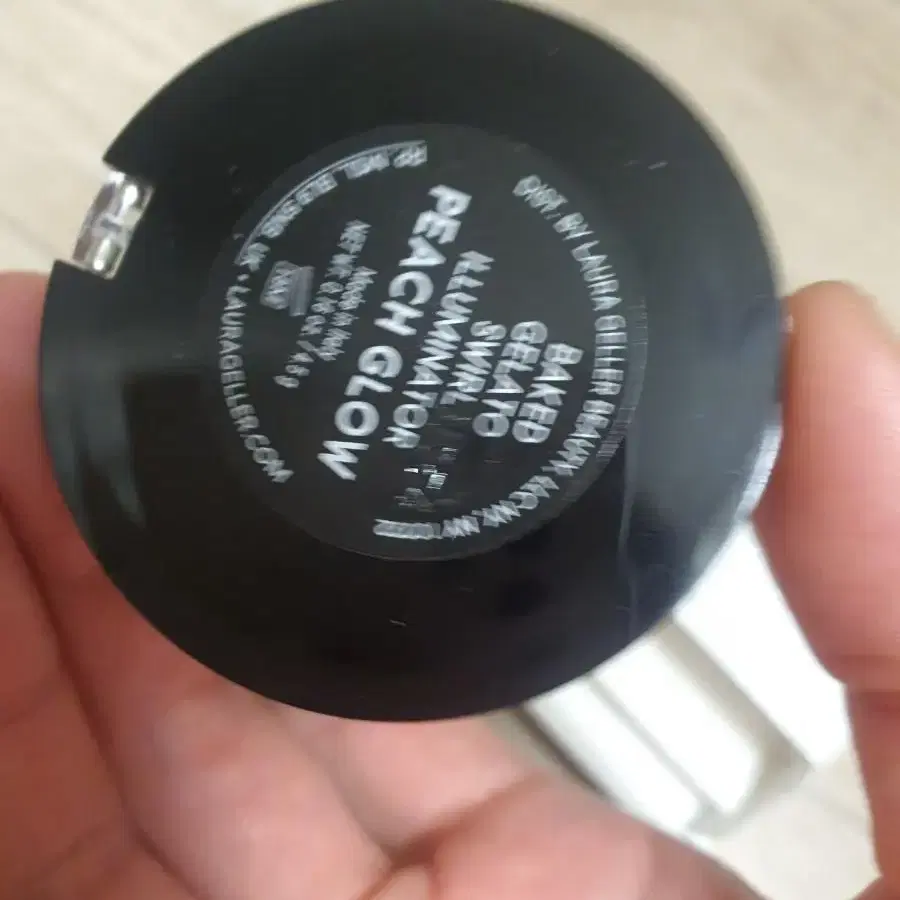 DIST. BY LAURA GELLER BEAUTY, LLC NY, NY
BAKED
GELATO
SWIRL
ILLUMINATOR
PEACH GLOW
NET WT. 0.16 oz. / 4.5 g
Made in Italy
• LAURAGELLER.COM